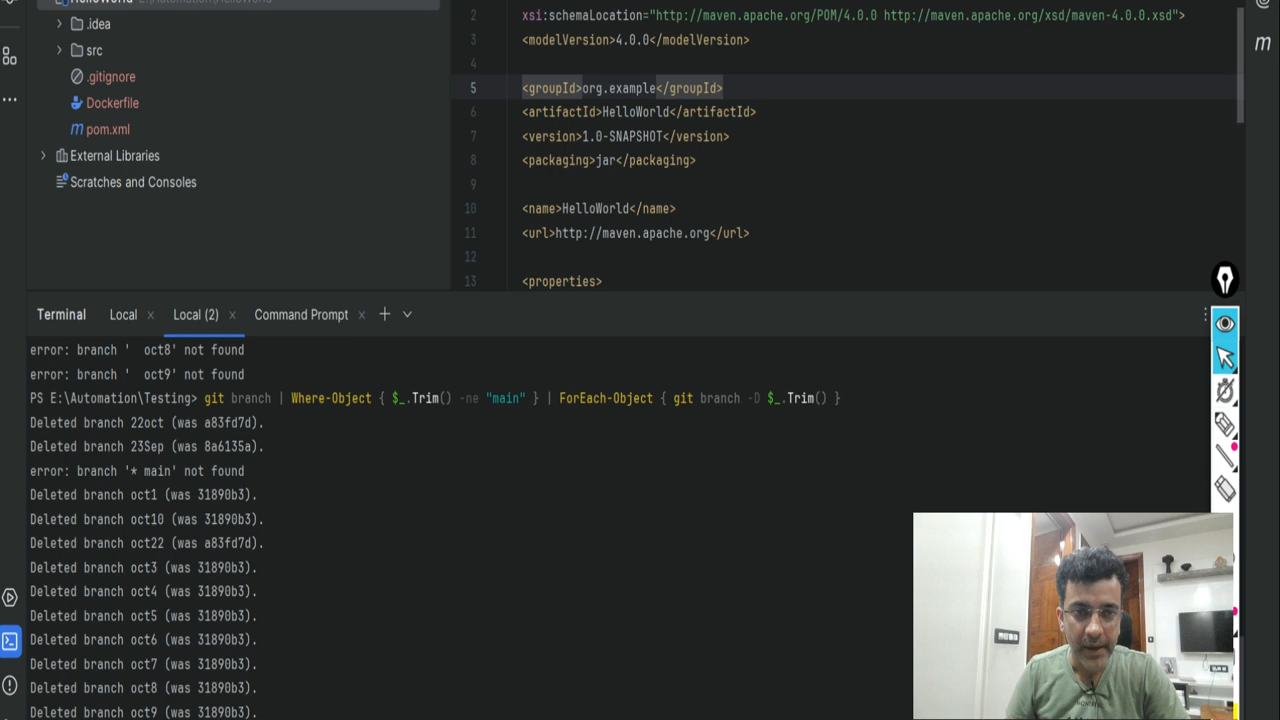 HelloWorld E:\Automation\HelloWorld
.idea
src
.gitignore
Dockerfile
pom.xml
External Libraries
Scratches and Consoles
2 xsi:schemaLocation="http://maven.apache.org/POM/4.0.0 http://maven.apache.org/xsd/maven-4.0.0.xsd">
3 <modelVersion>4.0.0</modelVersion>
4
5 <groupId>org.example</groupId>
6 <artifactId>HelloWorld</artifactId>
7 <version>1.0-SNAPSHOT</version>
8 <packaging>jar</packaging>
9
10 <name>HelloWorld</name>
11 <url>http://maven.apache.org</url>
12
13 <properties>
Terminal Local Local (2) Command Prompt
error: branch '  oct8' not found
error: branch '  oct9' not found
PS E:\Automation\Testing> git branch | Where-Object { $_.Trim() -ne "main" } | ForEach-Object { git branch -D $_.Trim() }
Deleted branch 22oct (was a83fd7d).
Deleted branch 23Sep (was 8a6135a).
error: branch '* main' not found
Deleted branch oct1 (was 31890b3).
Deleted branch oct10 (was 31890b3).
Deleted branch oct22 (was a83fd7d).
Deleted branch oct3 (was 31890b3).
Deleted branch oct4 (was 31890b3).
Deleted branch oct5 (was 31890b3).
Deleted branch oct6 (was 31890b3).
Deleted branch oct7 (was 31890b3).
Deleted branch oct8 (was 31890b3).
Deleted branch oct9 (was 31890b3).